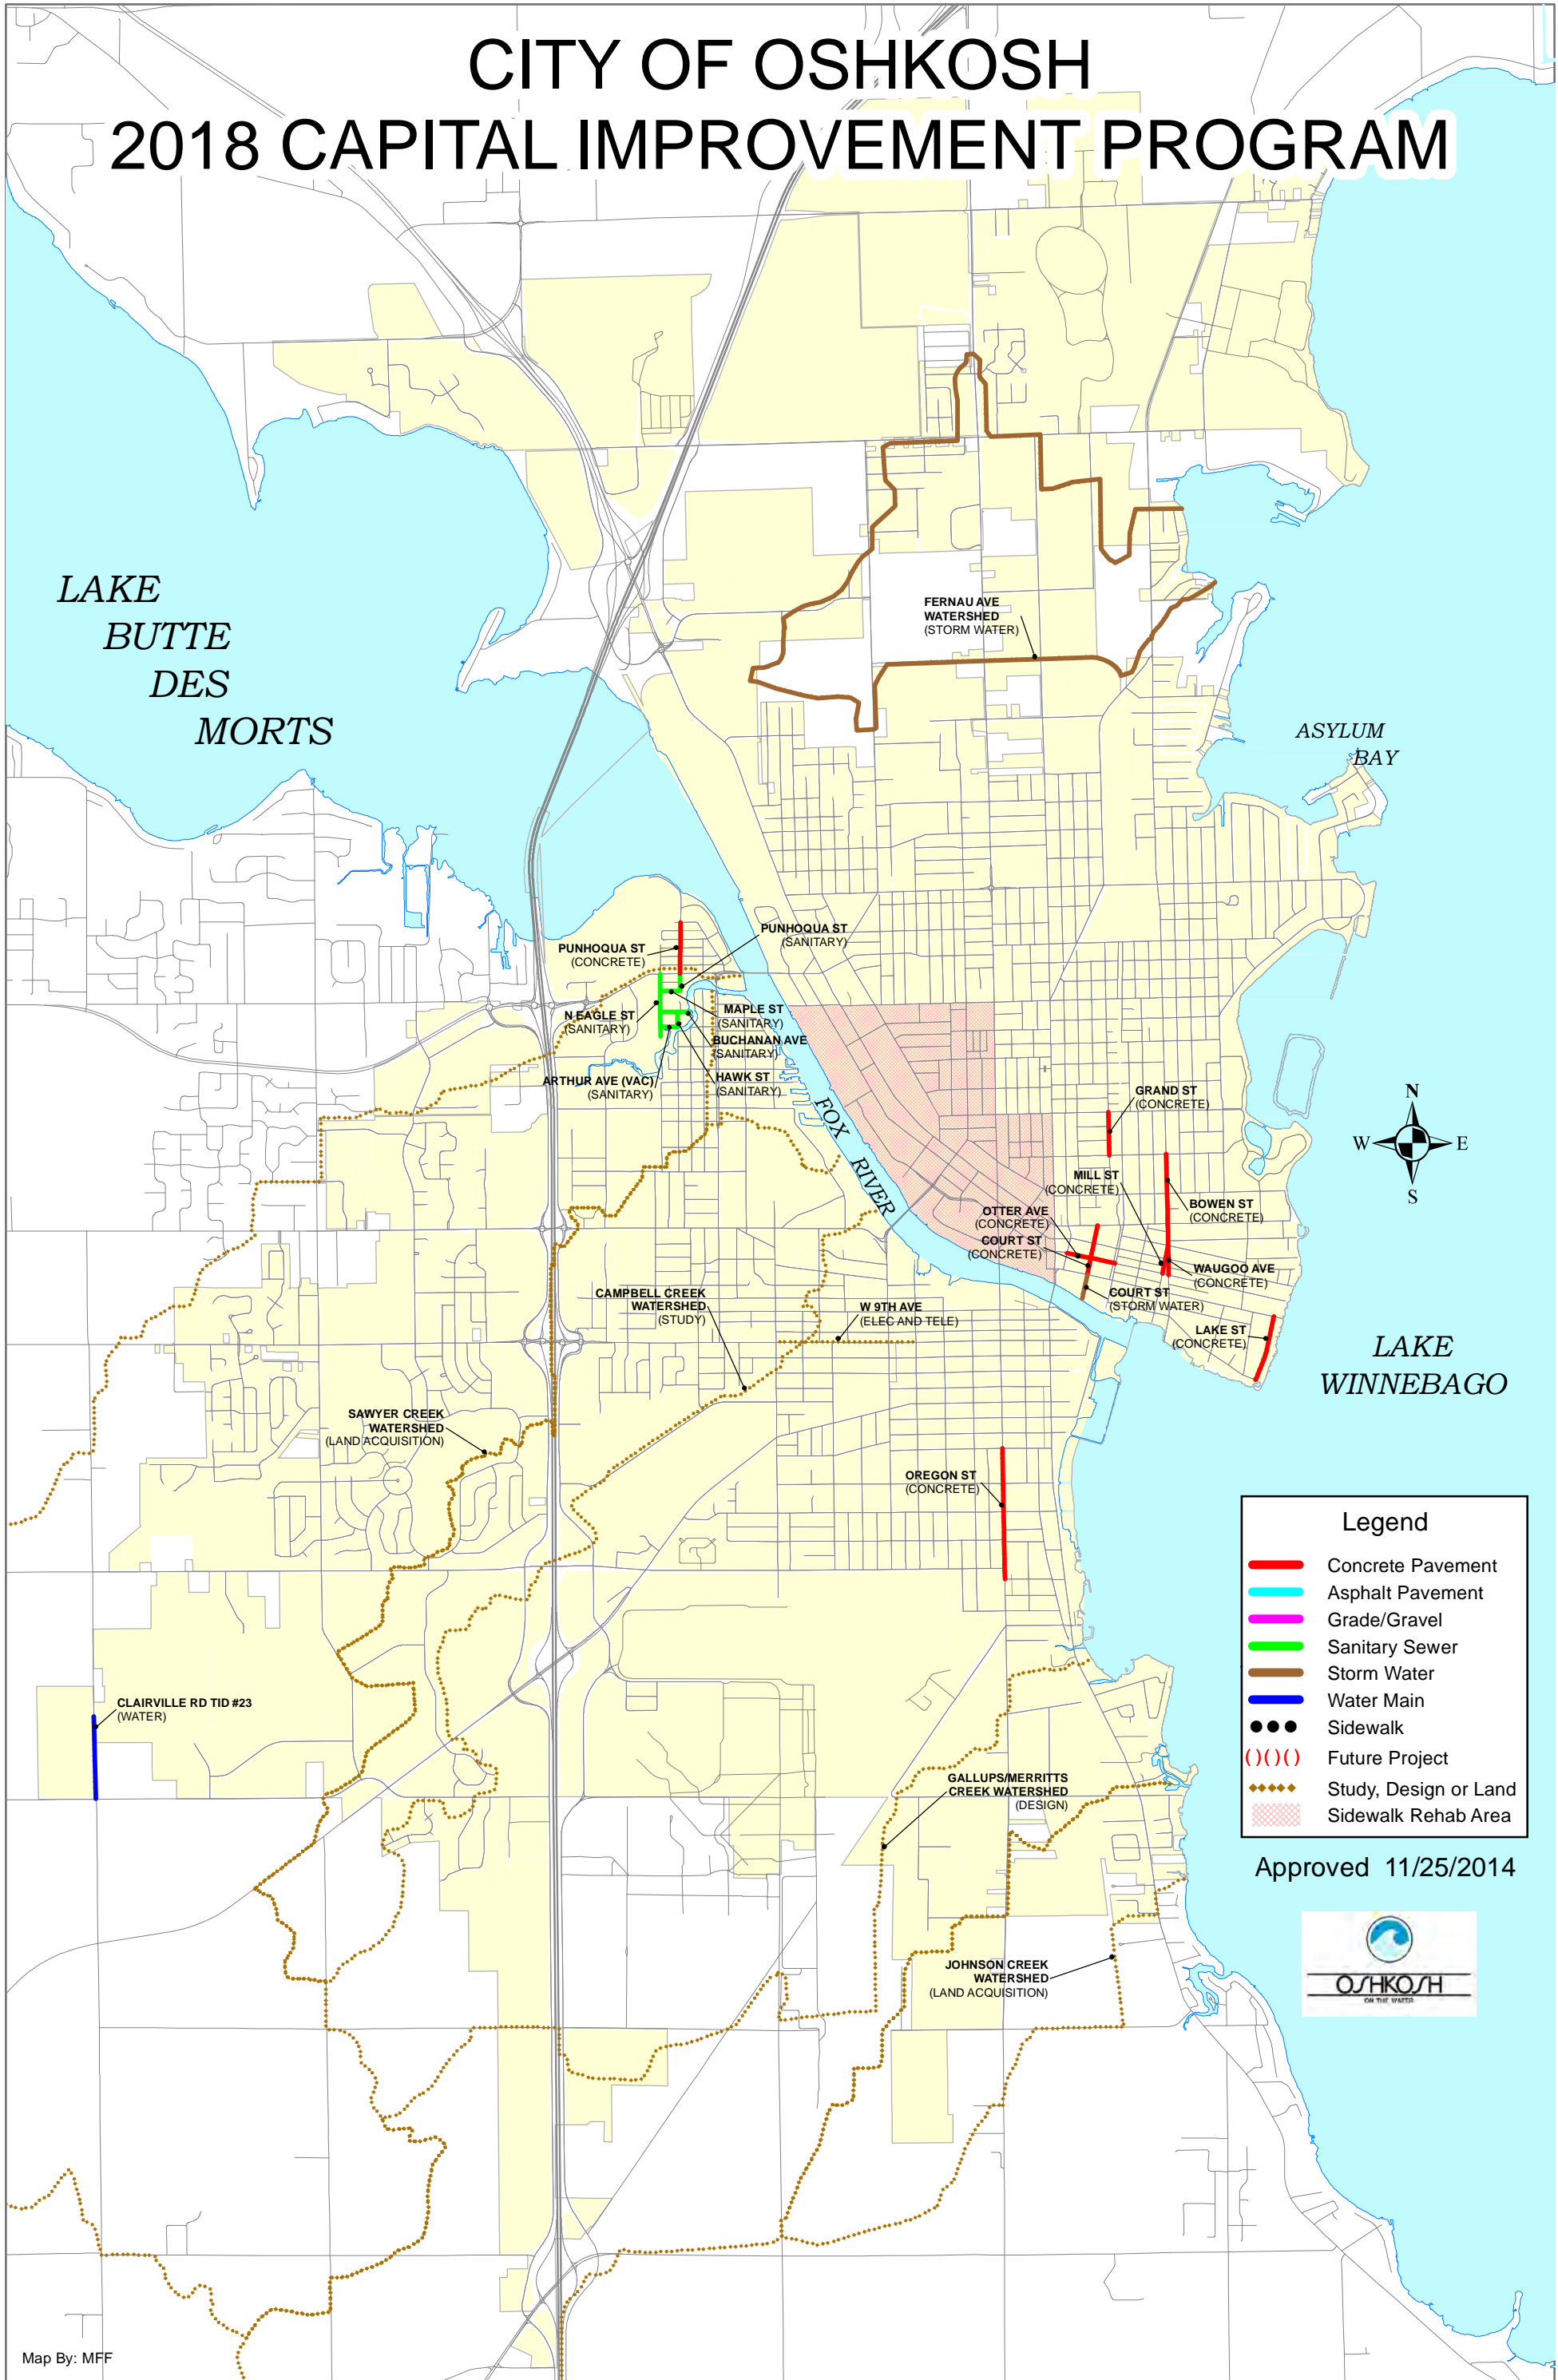 CITY OF OSHKOSH
2018 CAPITAL IMPROVEMENT PROGRAM
LAKE
BUTTE
DES
MORTS
FERNAU AVE
WATERSHED
(STORM WATER)
ASYLUM
BAY
PUNHOQUA ST
(CONCRETE)
PUNHOQUA ST
(SANITARY)
N EAGLE ST
(SANITARY)
MAPLE ST
(SANITARY)
BUCHANAN AVE
(SANITARY)
ARTHUR AVE (VAC)
(SANITARY)
HAWK ST
(SANITARY)
FOX
RIVER
GRAND ST
(CONCRETE)
N
W
E
S
MILL ST
(CONCRETE)
BOWEN ST
(CONCRETE)
OTTER AVE
(CONCRETE)
COURT ST
(CONCRETE)
WAUGOO AVE
(CONCRETE)
COURT ST
(STORM WATER)
CAMPBELL CREEK
WATERSHED
(STUDY)
W 9TH AVE
(ELEC AND TELE)
LAKE ST
(CONCRETE)
LAKE
WINNEBAGO
SAWYER CREEK
WATERSHED
(LAND ACQUISITION)
OREGON ST
(CONCRETE)
Legend
Concrete Pavement
Asphalt Pavement
Grade/Gravel
Sanitary Sewer
Storm Water
Water Main
Sidewalk
Future Project
Study, Design or Land
Sidewalk Rehab Area
CLAIRVILLE RD TID #23
(WATER)
GALLUPS/MERRITTS
CREEK WATERSHED
(DESIGN)
Approved 11/25/2014
JOHNSON CREEK
WATERSHED
(LAND ACQUISITION)
OSHKOSH
ON THE WATER
Map By: MFF